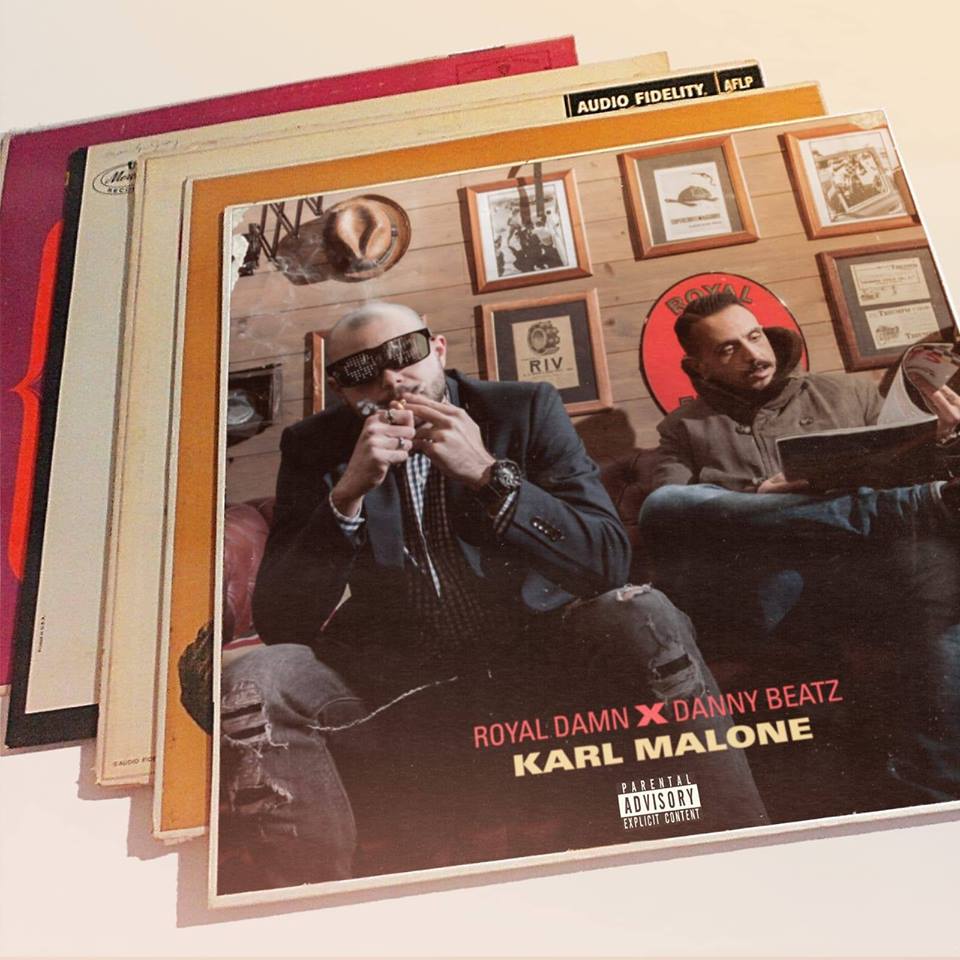 AUDIO FIDELITY.
AFLP
ROYAL
RIV
ROYAL DAMN X DANNY BEATZ
KARL MALONE
PARENTAL
ADVISORY
EXPLICIT CONTENT